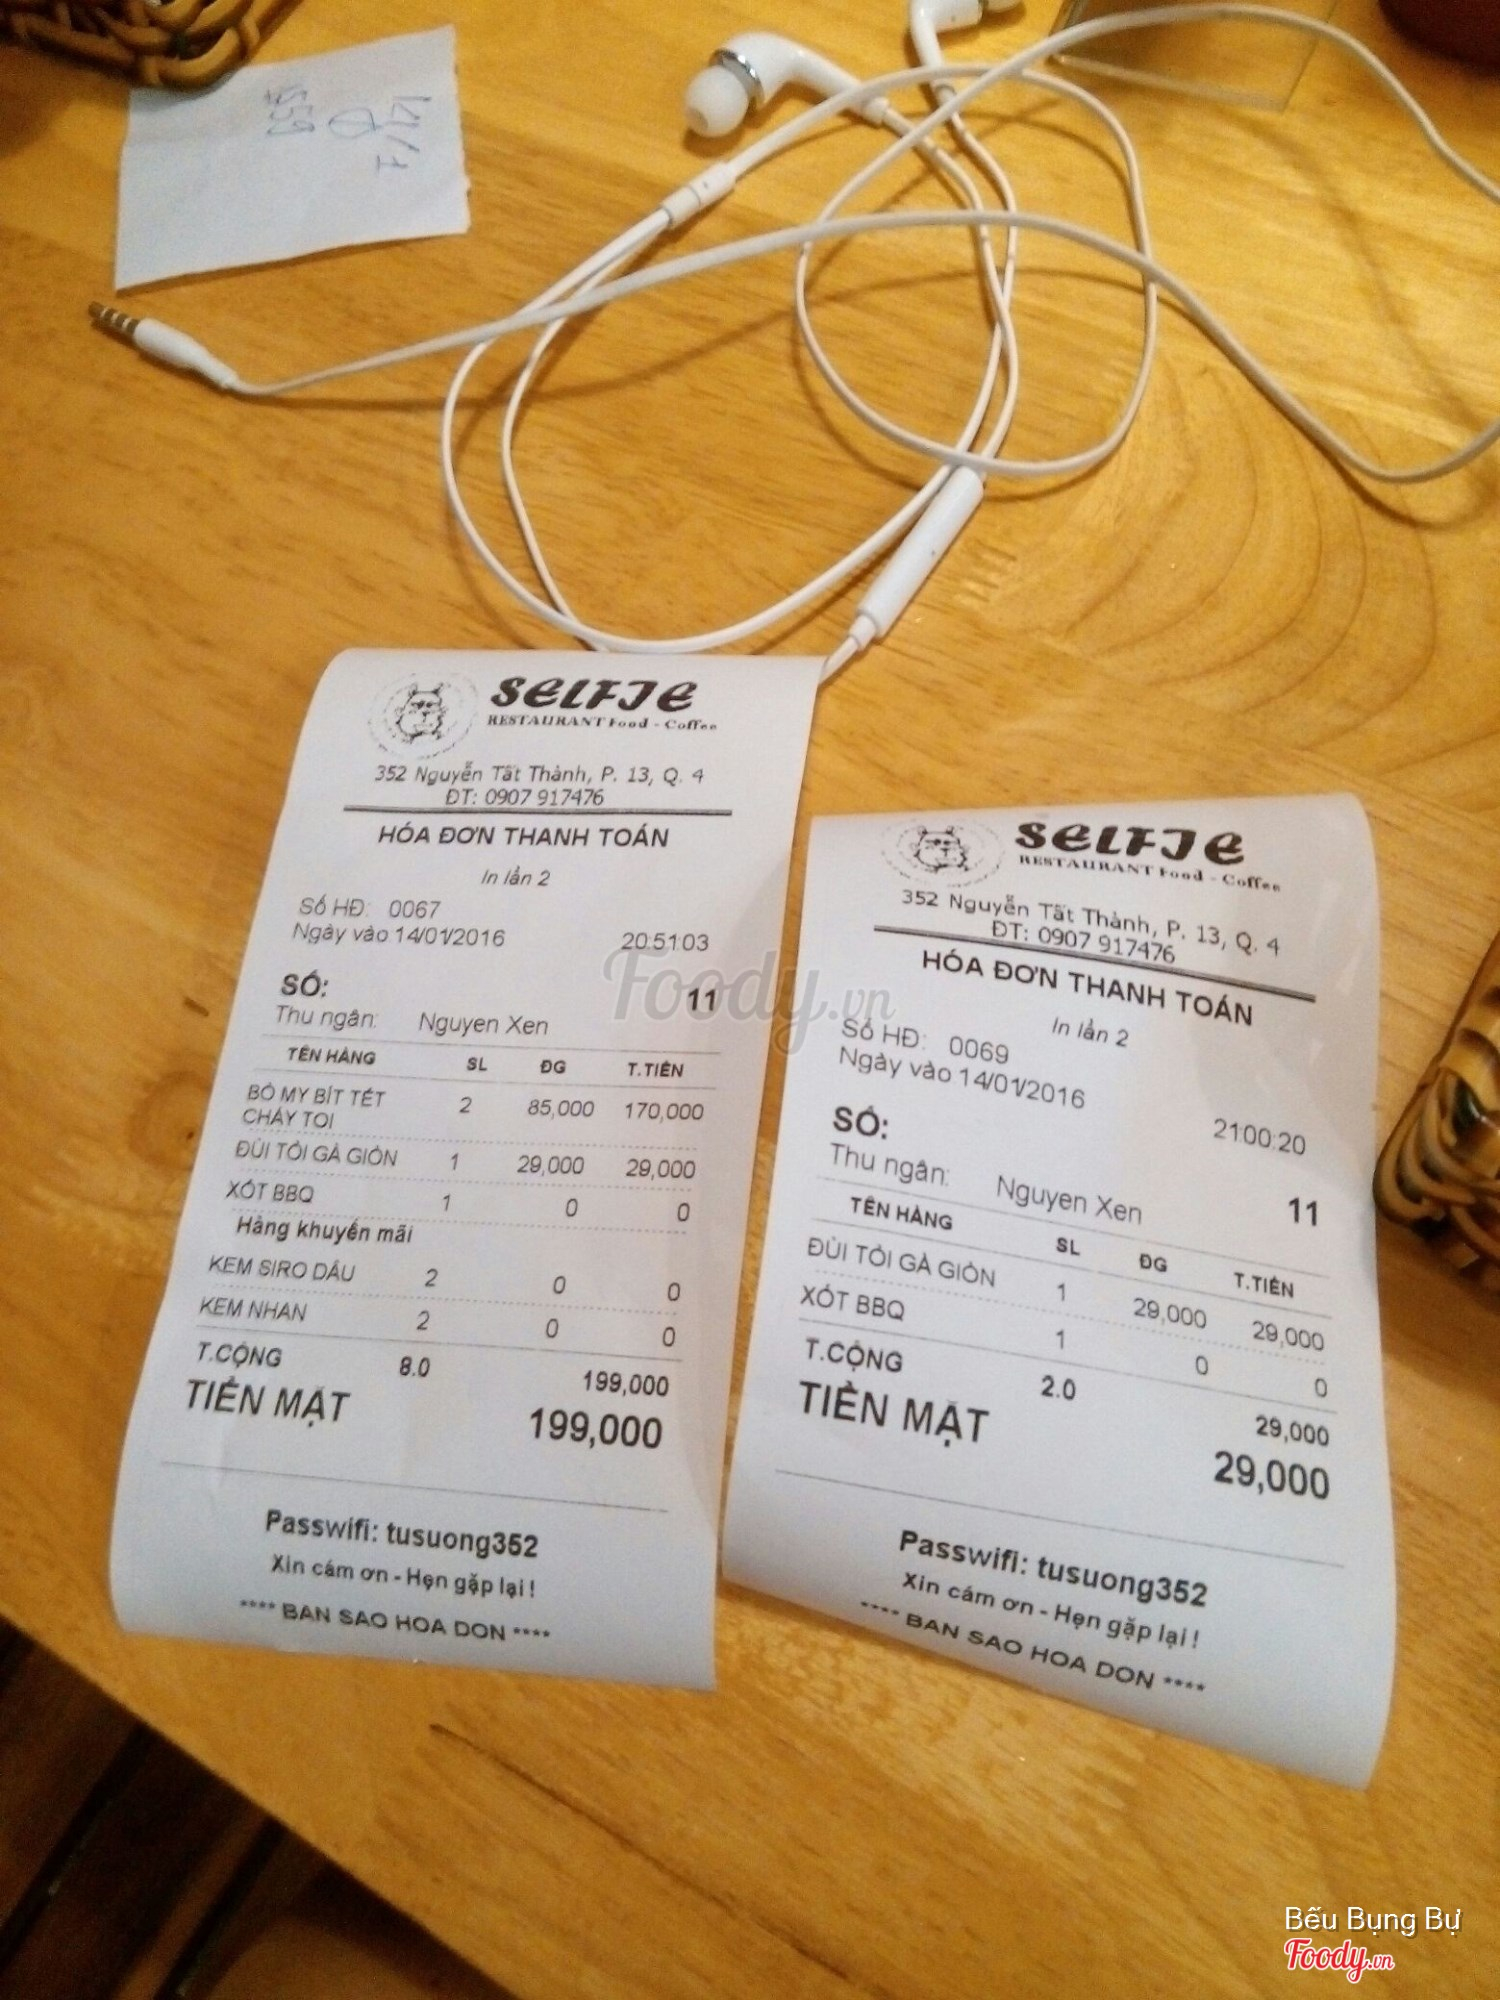 SELFIE
RESTAURANT Food - Coffee
352 Nguyễn Tất Thành, P. 13, Q. 4
ĐT: 0907 917476
HÓA ĐƠN THANH TOÁN
In lần 2
Số HĐ: 0067
Ngày vào 14/01/2016 20:51:03
SỐ: 11
Thu ngân: Nguyen Xen
TÊN HÀNG SL ĐG T.TIỀN
BÒ MỸ BÍT TẾT 2 85,000 170,000
CHÁY TOI
ĐÙI TỎI GÀ GIÒN 1 29,000 29,000
XỐT BBQ 1 0 0
Hàng khuyến mãi
KEM SIRO DÂU 2 0 0
KEM NHAN 2 0 0
T.CỘNG 8.0 199,000
TIỀN MẶT 199,000
Passwifi: tusuong352
Xin cám ơn - Hẹn gặp lại !
**** BAN SAO HOA DON ****
SELFIE
RESTAURANT Food - Coffee
352 Nguyễn Tất Thành, P. 13, Q. 4
ĐT: 0907 917476
HÓA ĐƠN THANH TOÁN
In lần 2
Số HĐ: 0069
Ngày vào 14/01/2016 21:00:20
SỐ: 11
Thu ngân: Nguyen Xen
TÊN HÀNG SL ĐG T.TIỀN
ĐÙI TỎI GÀ GIÒN 1 29,000 29,000
XỐT BBQ 1 0 0
T.CỘNG 2.0 29,000
TIỀN MẶT 29,000
Passwifi: tusuong352
Xin cám ơn - Hẹn gặp lại !
**** BAN SAO HOA DON ****
Foody.vn
Bếu Bụng Bự
Foody.vn